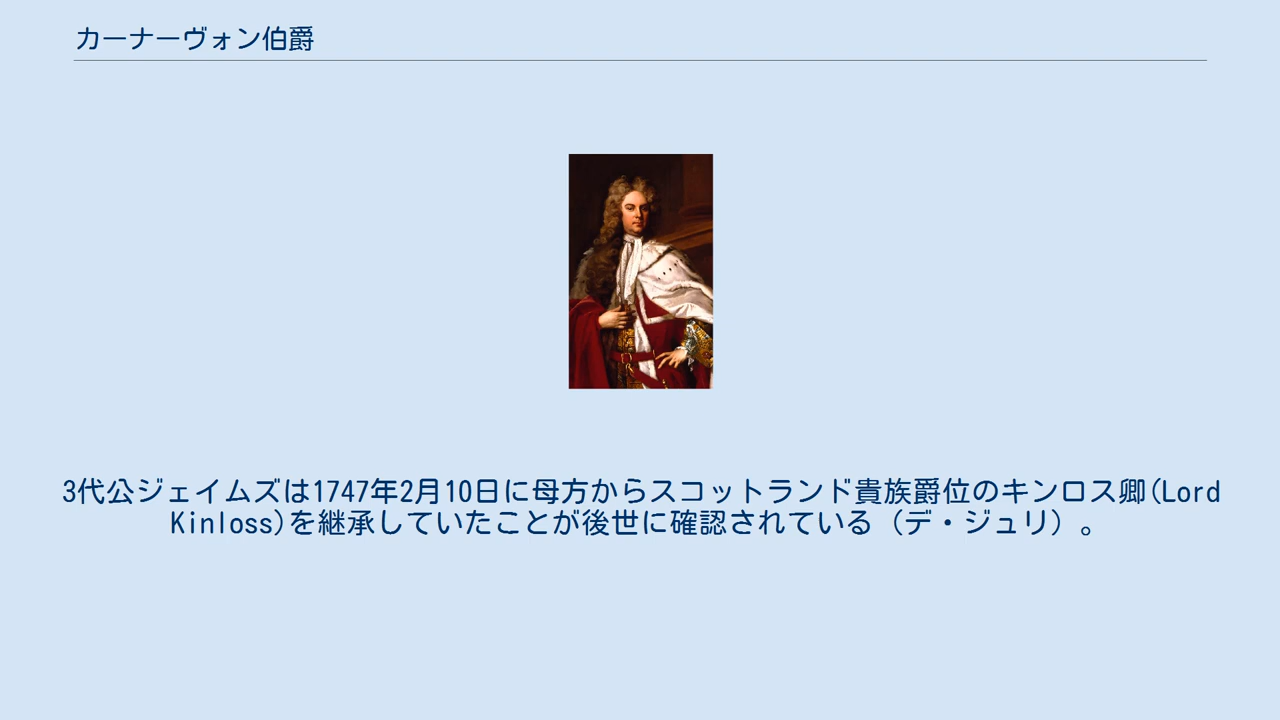 カーナーヴォン伯爵
3代公ジェイムズは1747年2月10日に母方からスコットランド貴族爵位のキンロス卿(Lord
Kinloss)を継承していたことが後世に確認されている（デ・ジュリ）。